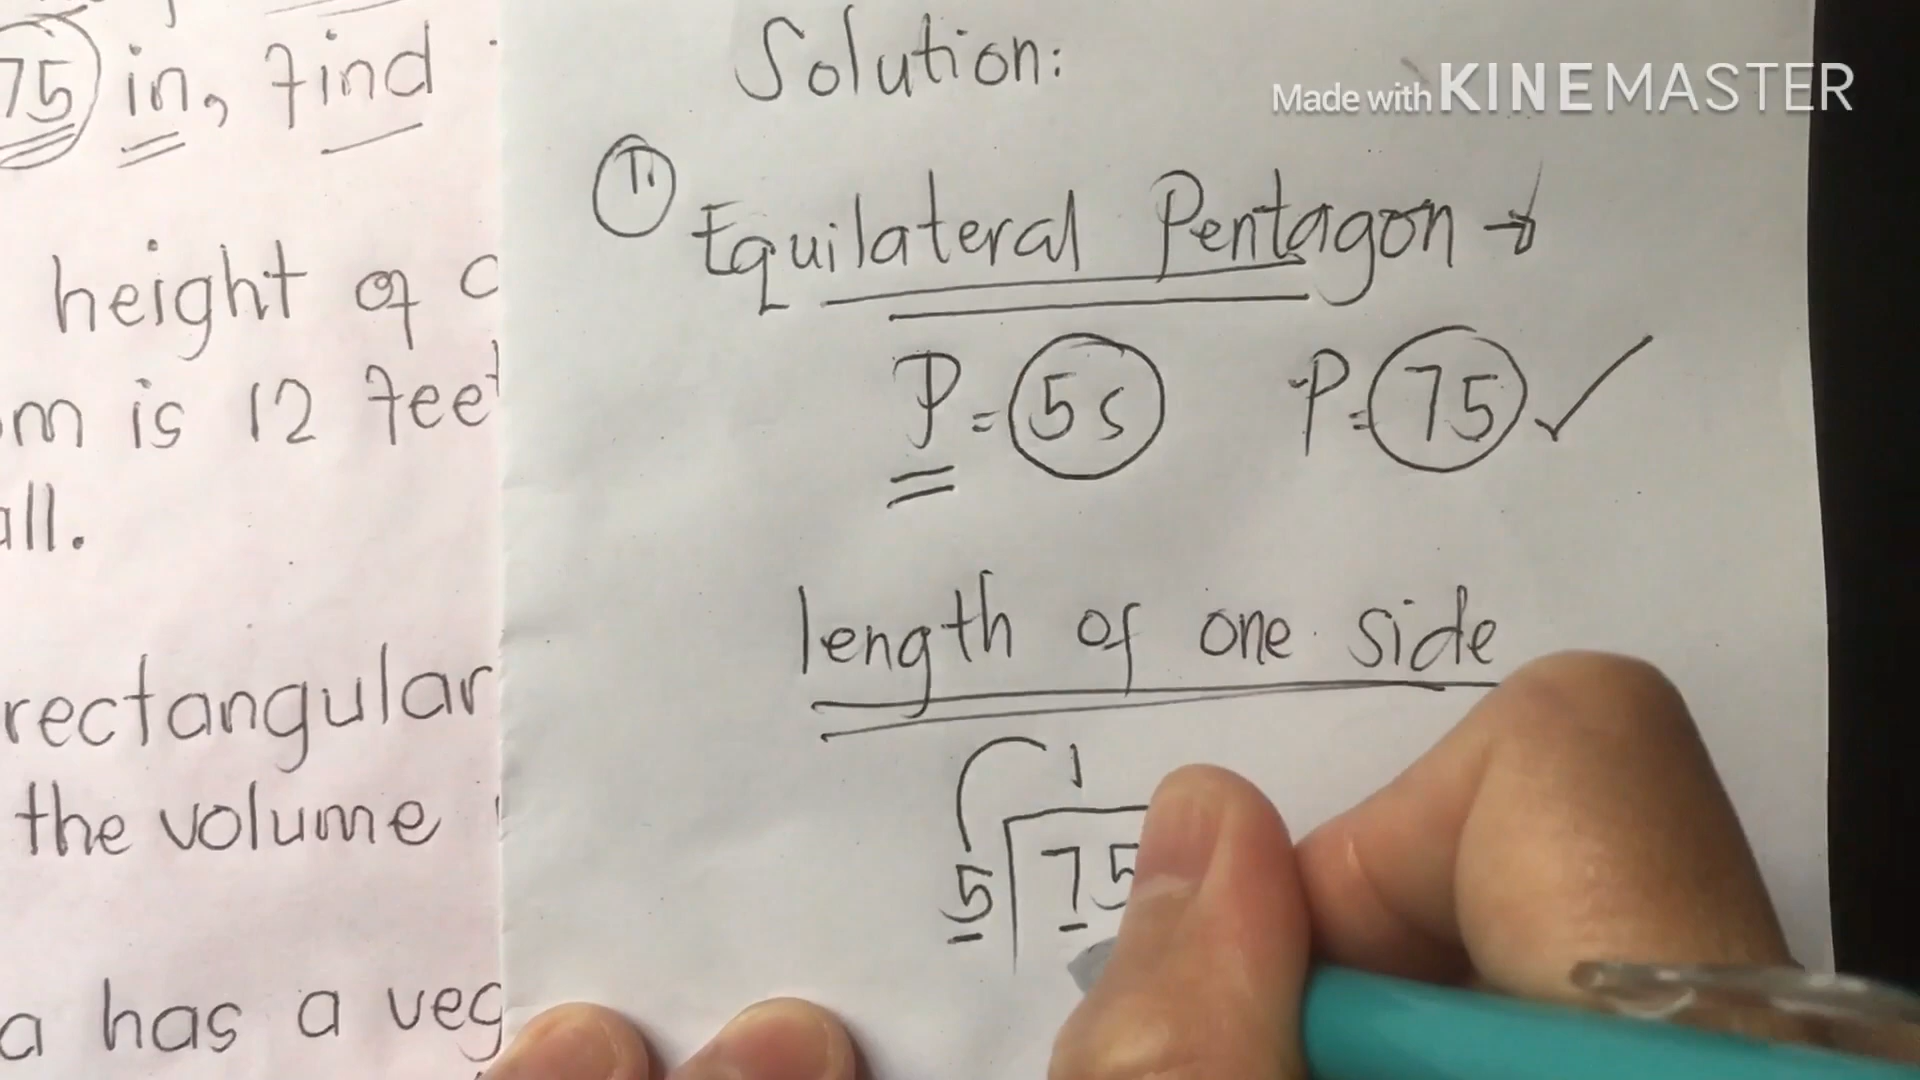 75 in, find
height of
is 12 feet
all.
rectangular
the volume
a has a veg
Solution:
Made with KINEMASTER
1. Equilateral Pentagon →
P = 5s P = 75 ✓
length of one side
1
5 75